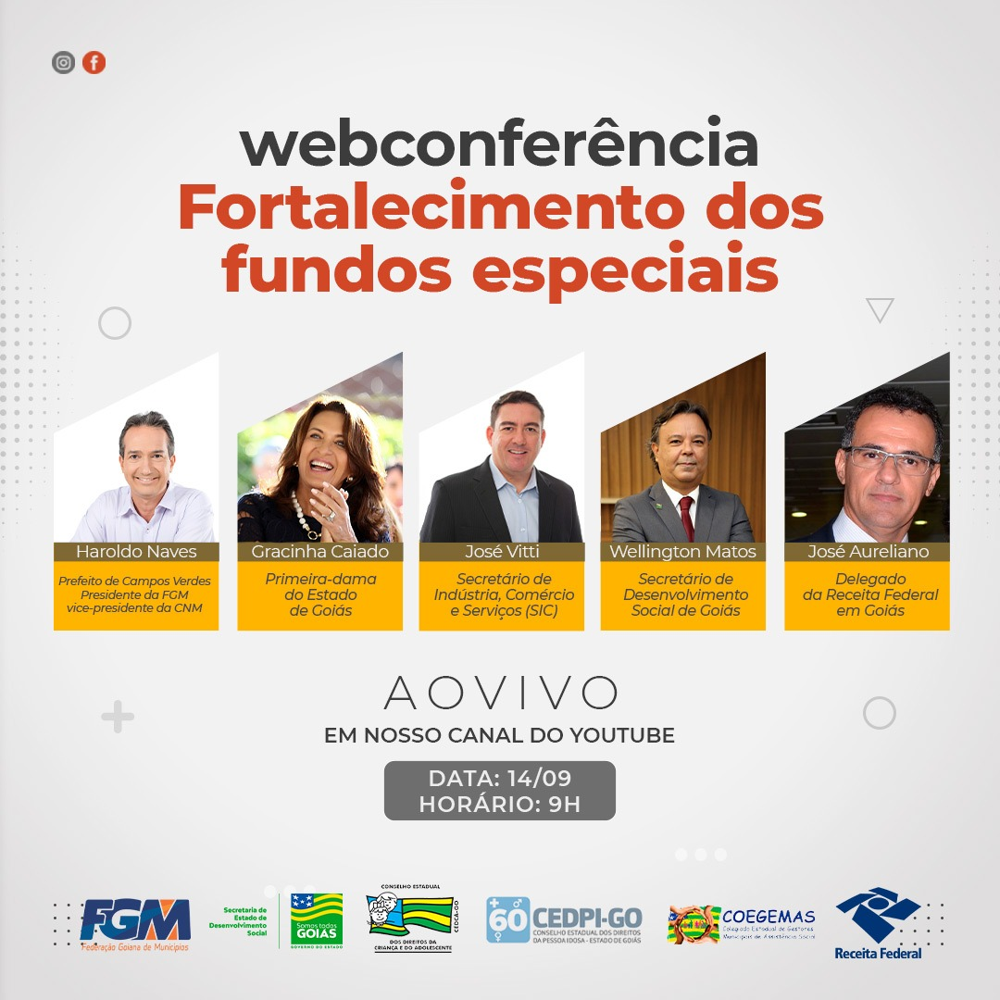 webconferência
Fortalecimento dos
fundos especiais
Haroldo Naves
Prefeito de Campos Verdes
Presidente da FGM
vice-presidente da CNM
Gracinha Caiado
Primeira-dama
do Estado
de Goiás
José Vitti
Secretário de
Indústria, Comércio
e Serviços (SIC)
Wellington Matos
Secretário de
Desenvolvimento
Social de Goiás
José Aureliano
Delegado
da Receita Federal
em Goiás
AOVIVO
EM NOSSO CANAL DO YOUTUBE
DATA: 14/09
HORÁRIO: 9H
FGM
Federação Goiana de Municípios
Secretaria de
Estado de
Desenvolvimento
Social
Somos todos
GOIÁS
GOVERNO DO ESTADO
CONSELHO ESTADUAL
CEDCA-GO
DOS DIREITOS DA
CRIANÇA E DO ADOLESCENTE
60
CEDPI-GO
CONSELHO ESTADUAL DOS DIREITOS
DA PESSOA IDOSA - ESTADO DE GOIÁS
COEGEMAS
Colegiado Estadual de Gestores
Municipais de Assistência Social
Receita Federal